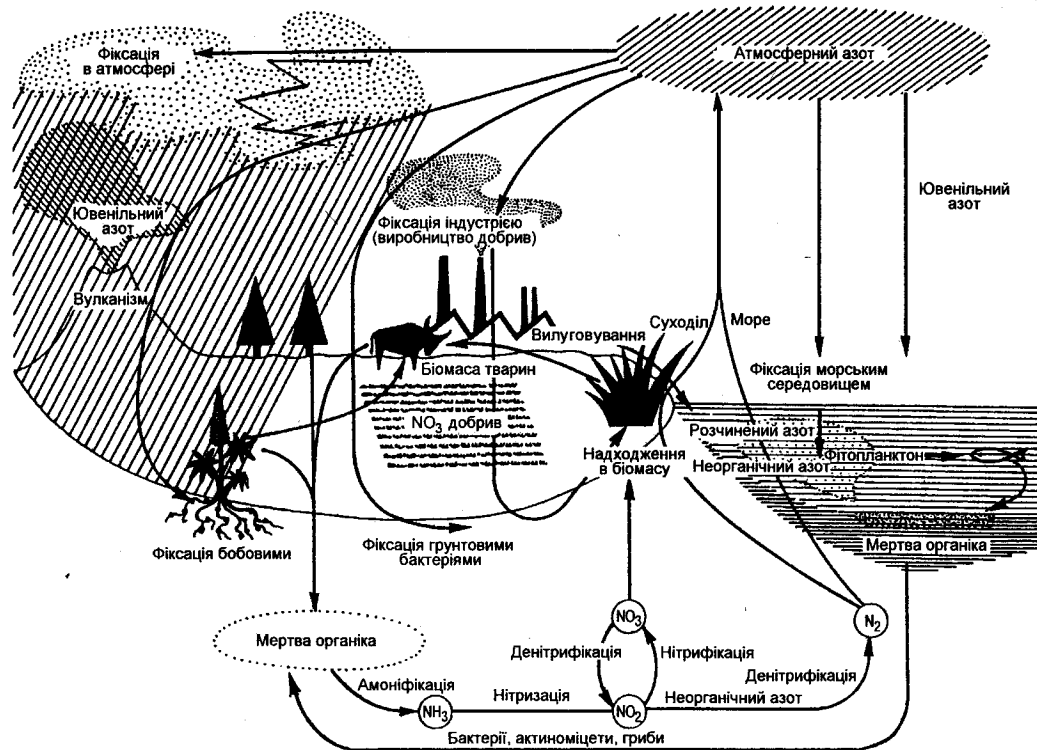 Фіксація
в атмосфері
Атмосферний азот
Ювенільний
азот
Ювенільний
азот
Фіксація індустрією
(виробництво добрив)
Вулканізм
Вилуговування
Суходіл
Море
Біомаса тварин
Фіксація морським
середовищем
NO3 добрив
Розчинений азот
Надходження
в біомасу
Неорганічний азот
Фітопланктон
Фіксація бобовими
Фіксація грунтовими
бактеріями
Мертва органіка
NO3
N2
Мертва органіка
Денітрифікація
Нітрифікація
Денітрифікація
Амоніфікація
Нітризація
Неорганічний азот
NH3
NO2
Бактерії, актиноміцети, гриби